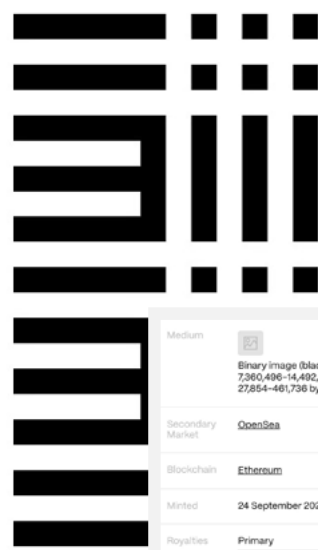 Medium
Binary image (blac
7,360,496–14,492,
27,854–461,736 by
Secondary
Market
OpenSea
Blockchain
Ethereum
Minted
24 September 202
Royalties
Primary